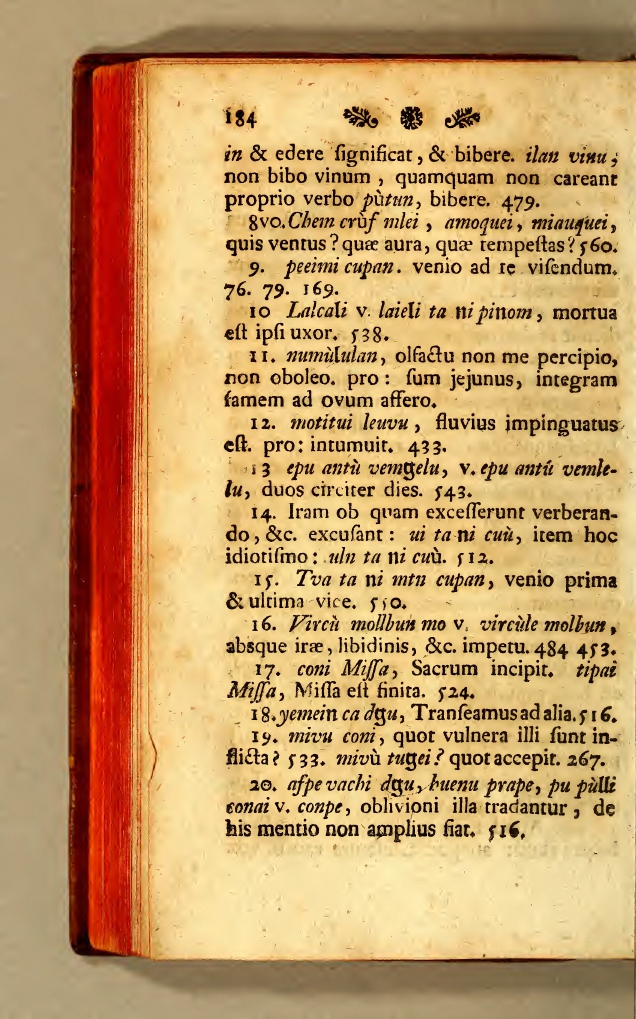 184
in & edere ſignificat, & bibere. ilan vinu;
non bibo vinum, quamquam non careant
proprio verbo pùtun, bibere. 479.
8vo. Chem crùf mlei, amoquei, miauquei,
quis ventus? quæ aura, quæ tempeſtas? 560.
9. peeimi cupan. venio ad te viſendum.
76. 79. 169.
10 Lalcali v. laieli ta ni pinom, mortua
eſt ipſi uxor. 538.
11. numùlulan, olfactu non me percipio,
non oboleo. pro: ſum jejunus, integram
famem ad ovum affero.
12. motitui leuvu, fluvius impinguatus
eſt. pro: intumuit. 433.
13 epu antù vemgelu, v. epu antù vemle-
lu, duos circiter dies. 543.
14. Iram ob quam exceſſerunt verberan-
do, &c. excuſant: ui ta ni cuù, item hoc
idiotiſmo: uln ta ni cuù. 512.
15. Tva ta ni mtn cupan, venio prima
& ultima vice. 550.
16. Vircù mollbun mo v. vircùle molbun,
absque iræ, libidinis, &c. impetu. 484 453.
17. coni Miſſa, Sacrum incipit. tipai
Miſſa, Miſſa eſt finita. 524.
18. yemein ca dgu, Tranſeamus ad alia. 516.
19. mivu coni, quot vulnera illi ſunt in-
flicta? 533. mivù tugei? quot accepit. 267.
20. aſpe vachi dgu, huenu prape, pu pùlli
conai v. conpe, oblivioni illa tradantur, de
his mentio non amplius fiat. 516.